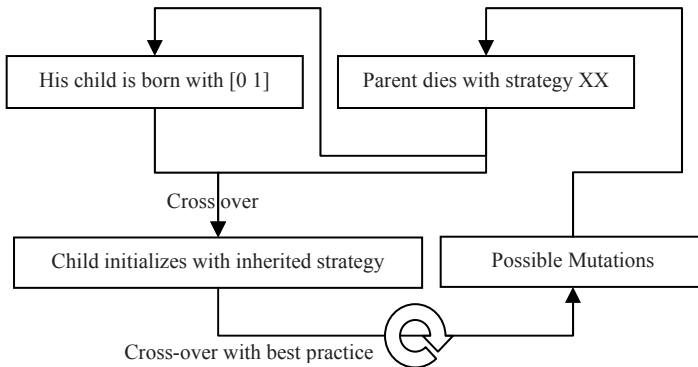 His child is born with [0 1]
Parent dies with strategy XX
Cross over
Child initializes with inherited strategy
Possible Mutations
Cross-over with best practice